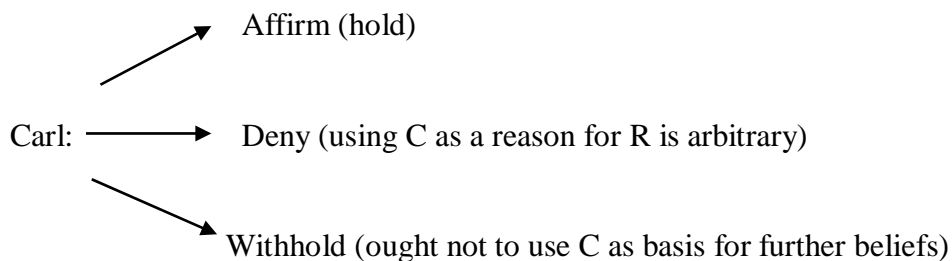 Affirm (hold)
Carl: Deny (using C as a reason for R is arbitrary)
Withhold (ought not to use C as basis for further beliefs)